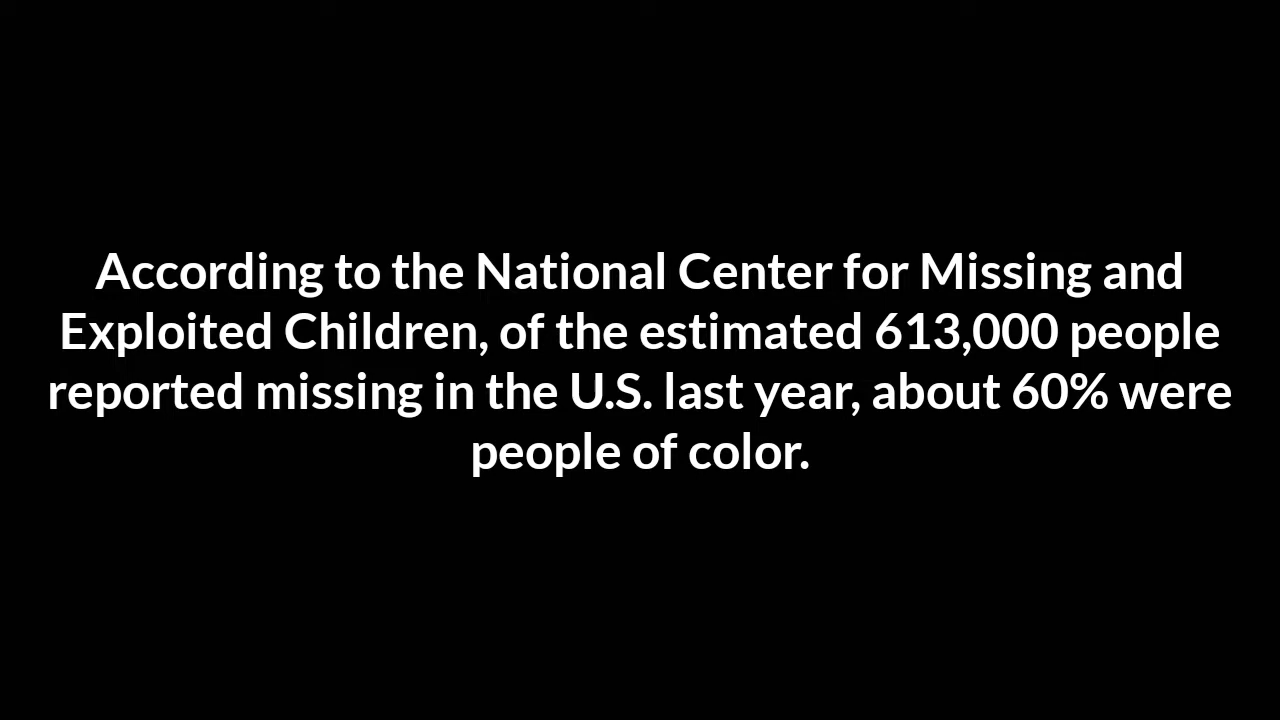 According to the National Center for Missing and
Exploited Children, of the estimated 613,000 people
reported missing in the U.S. last year, about 60% were
people of color.